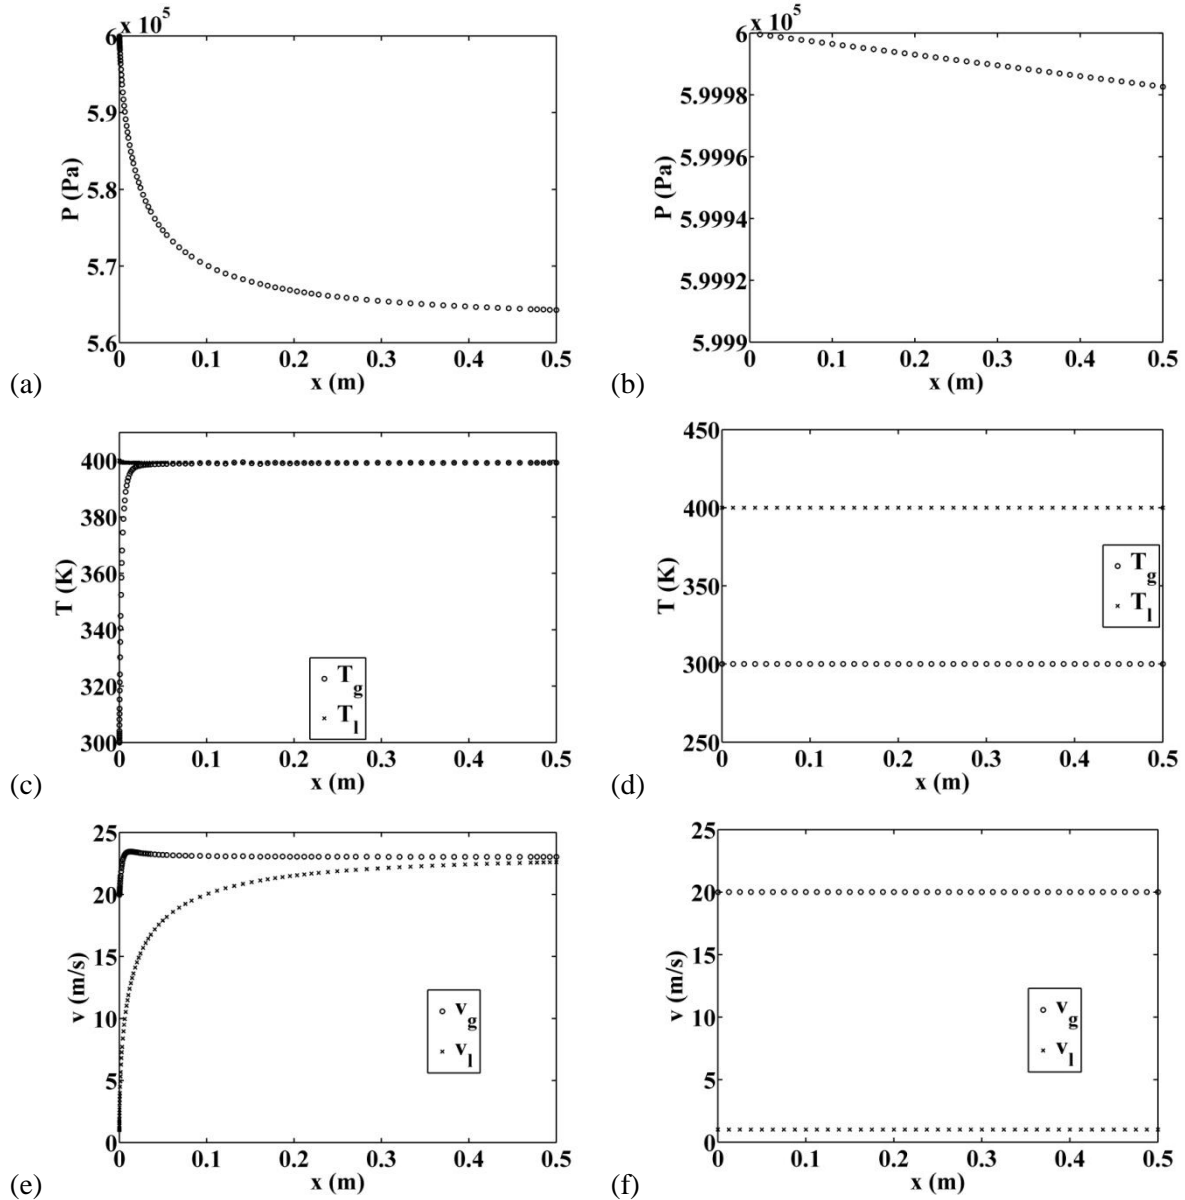 x 10⁵
6
5.9
5.8
5.7
5.6
P (Pa)
0 0.1 0.2 0.3 0.4 0.5
x (m)
(a)
x 10⁵
6
5.9998
5.9996
5.9994
5.9992
5.999
P (Pa)
0 0.1 0.2 0.3 0.4 0.5
x (m)
(b)
400
380
360
340
320
300
T (K)
T_g
T_l
0 0.1 0.2 0.3 0.4 0.5
x (m)
(c)
450
400
350
300
250
T (K)
T_g
T_l
0 0.1 0.2 0.3 0.4 0.5
x (m)
(d)
25
20
15
10
5
0
v (m/s)
v_g
v_l
0 0.1 0.2 0.3 0.4 0.5
x (m)
(e)
25
20
15
10
5
0
v (m/s)
v_g
v_l
0 0.1 0.2 0.3 0.4 0.5
x (m)
(f)